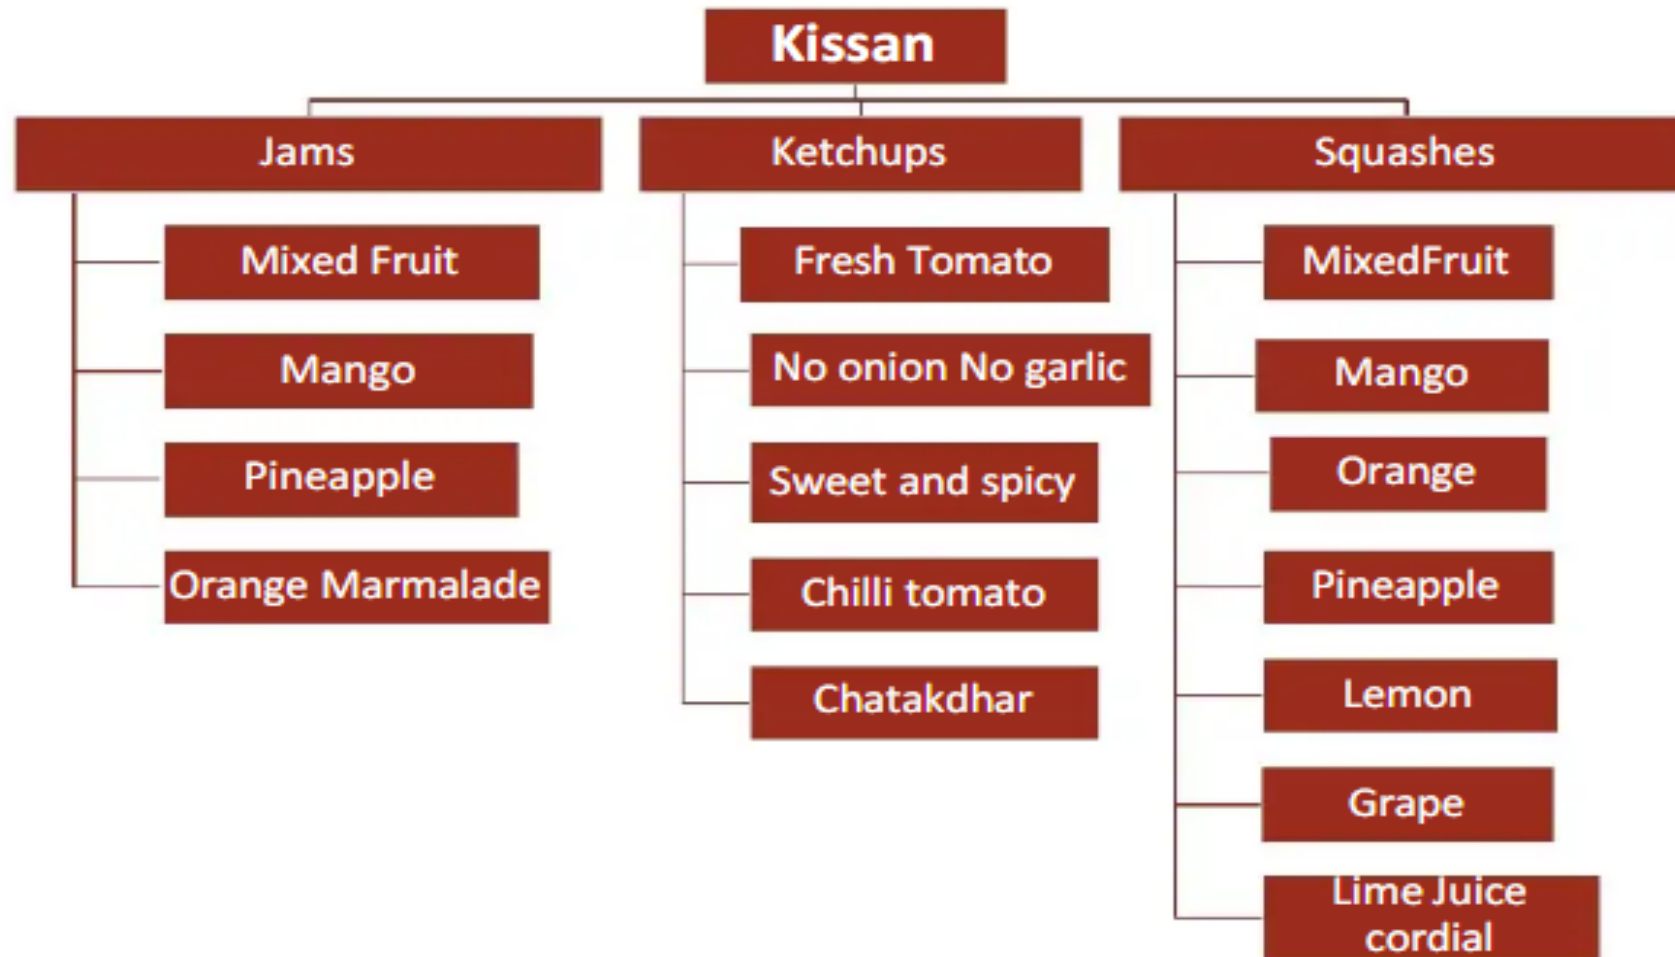 Kissan
Jams
Mixed Fruit
Mango
Pineapple
Orange Marmalade
Ketchups
Fresh Tomato
No onion No garlic
Sweet and spicy
Chilli tomato
Chatakdhar
Squashes
MixedFruit
Mango
Orange
Pineapple
Lemon
Grape
Lime Juice
cordial